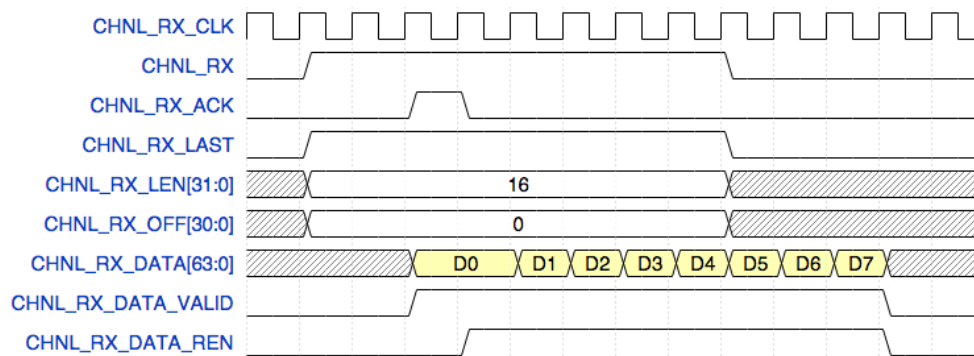 CHNL_RX_CLK
CHNL_RX
CHNL_RX_ACK
CHNL_RX_LAST
CHNL_RX_LEN[31:0] 16
CHNL_RX_OFF[30:0] 0
CHNL_RX_DATA[63:0] D0 D1 D2 D3 D4 D5 D6 D7
CHNL_RX_DATA_VALID
CHNL_RX_DATA_REN